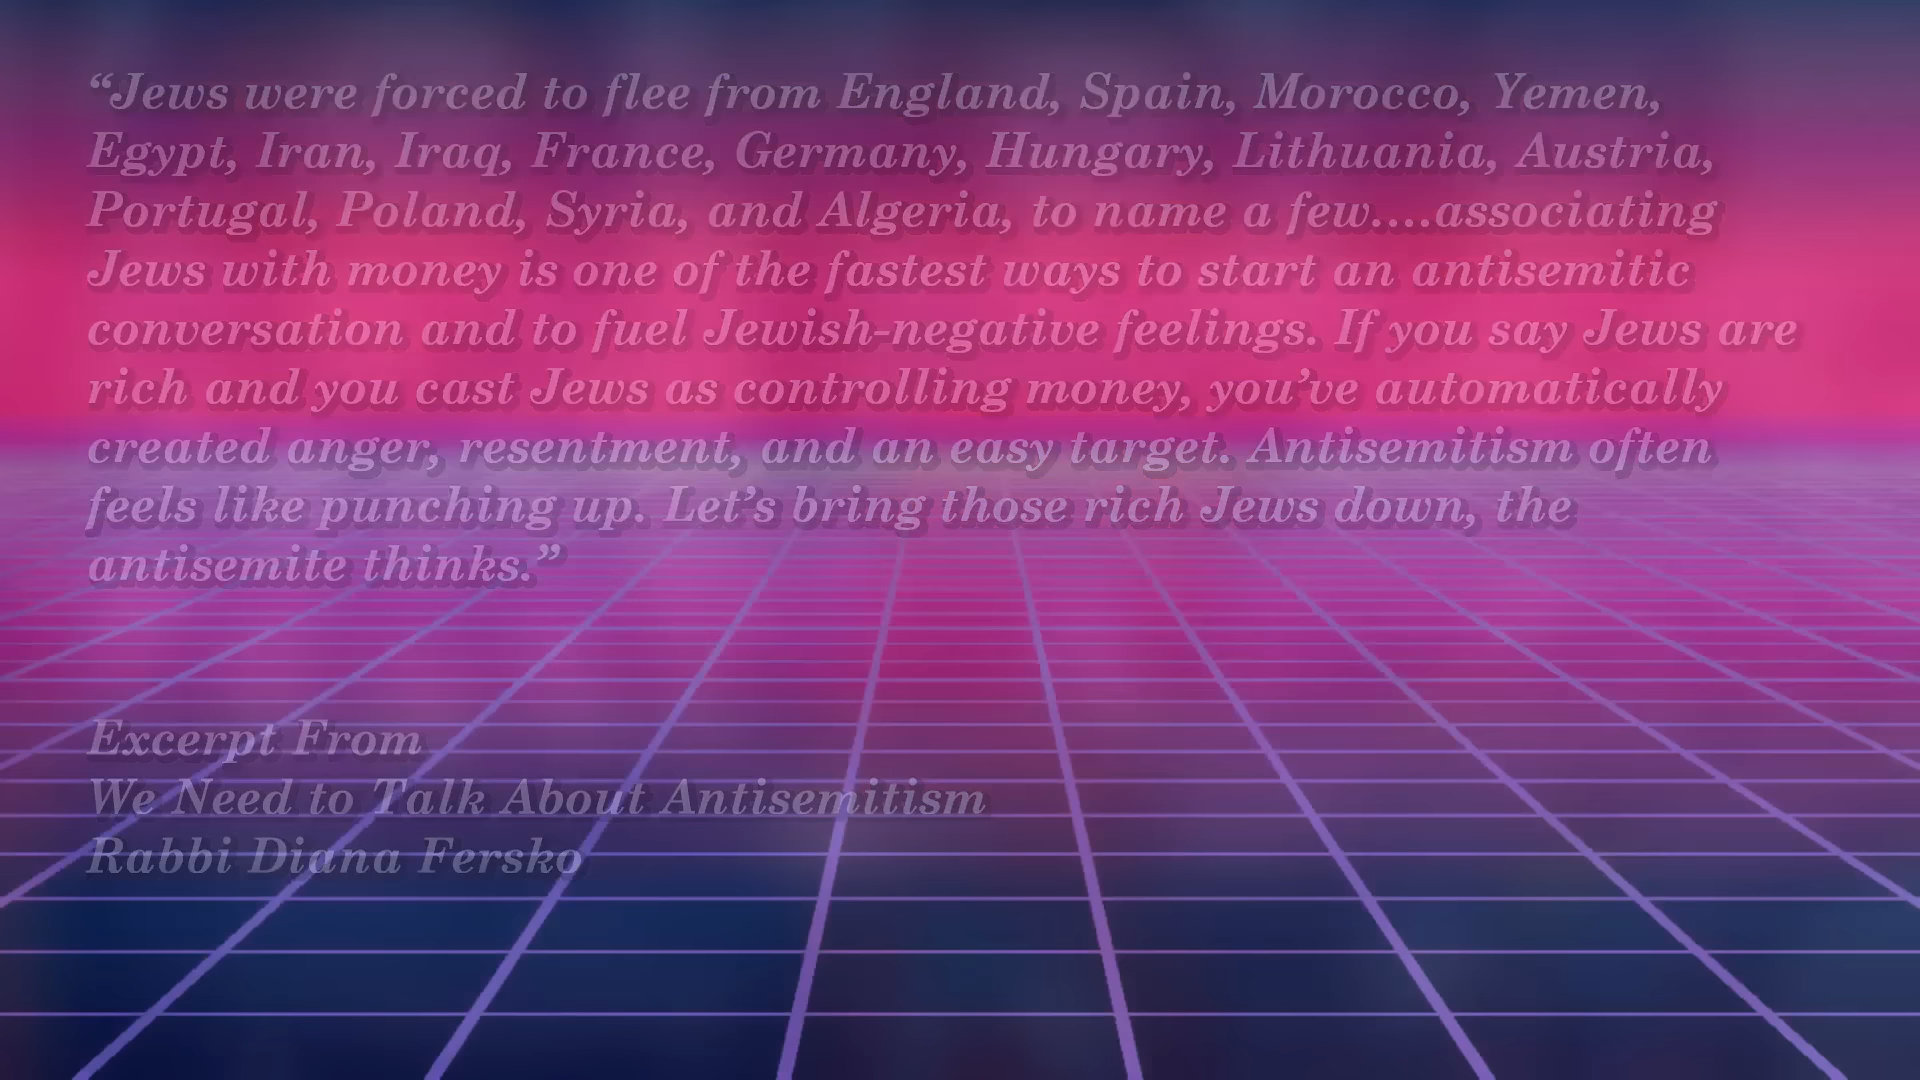 “Jews were forced to flee from England, Spain, Morocco, Yemen,
Egypt, Iran, Iraq, France, Germany, Hungary, Lithuania, Austria,
Portugal, Poland, Syria, and Algeria, to name a few....associating
Jews with money is one of the fastest ways to start an antisemitic
conversation and to fuel Jewish-negative feelings. If you say Jews are
rich and you cast Jews as controlling money, you’ve automatically
created anger, resentment, and an easy target. Antisemitism often
feels like punching up. Let’s bring those rich Jews down, the
antisemite thinks.”
Excerpt From
We Need to Talk About Antisemitism
Rabbi Diana Fersko